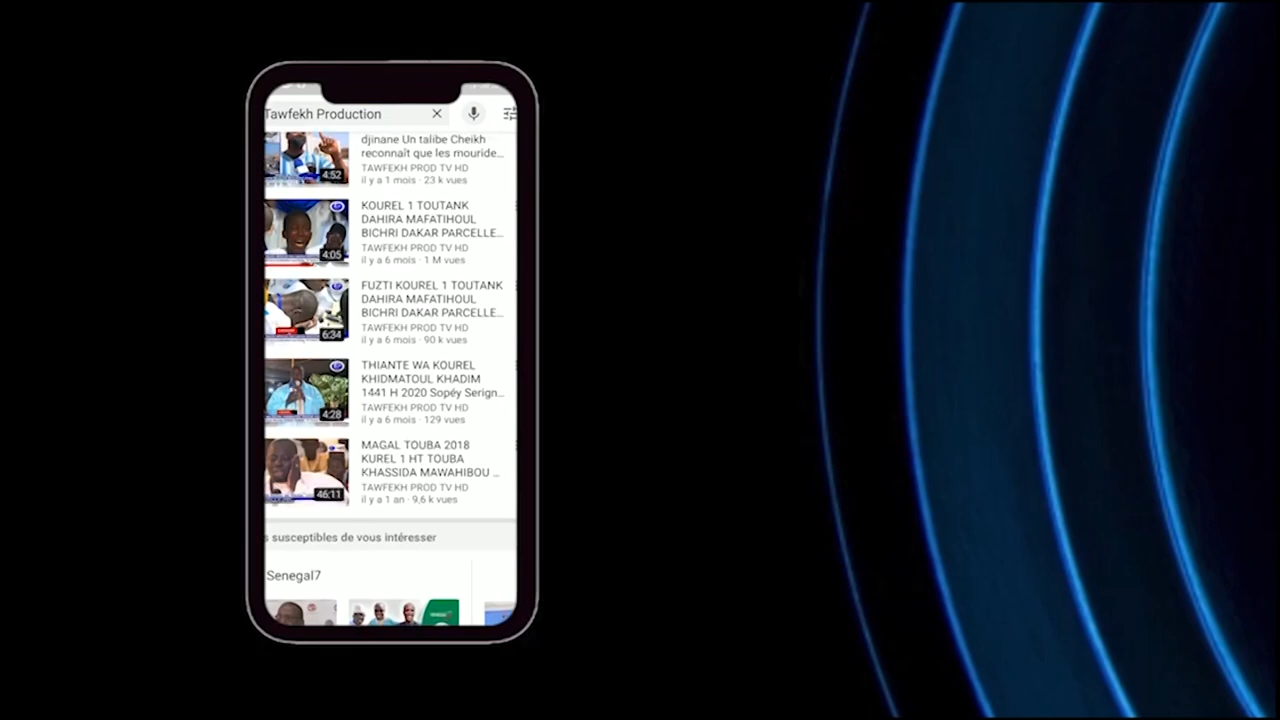 Tawfekh Production
djinane Un talibe Cheikh
reconnaît que les mouride...
TAWFEKH PROD TV HD
il y a 1 mois · 23 k vues
4:52
KOUREL 1 TOUTANK
DAHIRA MAFATIHOUL
BICHRI DAKAR PARCELLE...
TAWFEKH PROD TV HD
il y a 6 mois · 1 M vues
4:05
FUZTI KOUREL 1 TOUTANK
DAHIRA MAFATIHOUL
BICHRI DAKAR PARCELLE...
TAWFEKH PROD TV HD
il y a 6 mois · 90 k vues
6:34
THIANTE WA KOUREL
KHIDMATOUL KHADIM
1441 H 2020 Sopéy Serign...
TAWFEKH PROD TV HD
il y a 6 mois · 129 vues
4:28
MAGAL TOUBA 2018
KUREL 1 HT TOUBA
KHASSIDA MAWAHIBOU ...
TAWFEKH PROD TV HD
il y a 1 an · 9,6 k vues
46:11
s susceptibles de vous intéresser
Senegal7